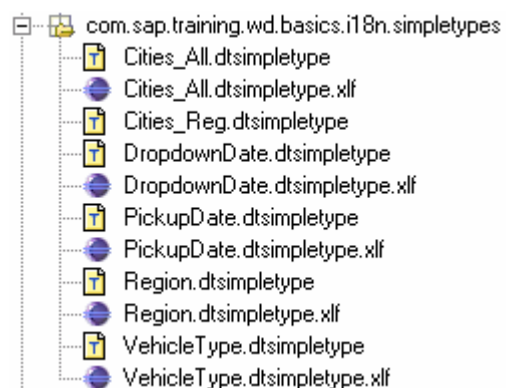 com.sap.training.wd.basics.i18n.simpletypes
Cities_All.dtsimpletype
Cities_All.dtsimpletype.xlf
Cities_Reg.dtsimpletype
DropdownDate.dtsimpletype
DropdownDate.dtsimpletype.xlf
PickupDate.dtsimpletype
PickupDate.dtsimpletype.xlf
Region.dtsimpletype
Region.dtsimpletype.xlf
VehicleType.dtsimpletype
VehicleType.dtsimpletype.xlf